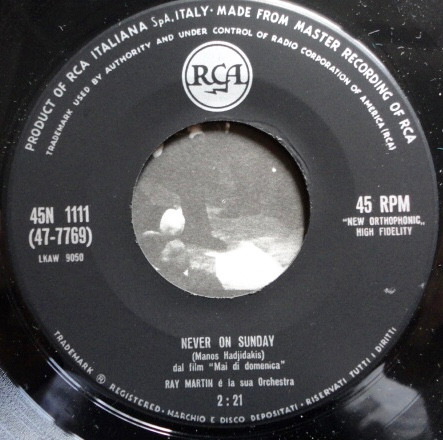 PRODUCT OF RCA ITALIANA SpA, ITALY · MADE FROM MASTER RECORDING OF RCA
TRADEMARK USED BY AUTHORITY AND UNDER CONTROL OF RADIO CORPORATION OF AMERICA (RCA)
RCA
45N 1111
(47-7769)
LKAW 9050
45 RPM
"NEW ORTHOPHONIC„
HIGH FIDELITY
NEVER ON SUNDAY
(Manos Hadjidakis)
dal film "Mai di domenica"
RAY MARTIN é la sua Orchestra
2:21
TRADEMARK ® REGISTERED · MARCHIO E DISCO DEPOSITATI · RISERVATI TUTTI I DIRITTI